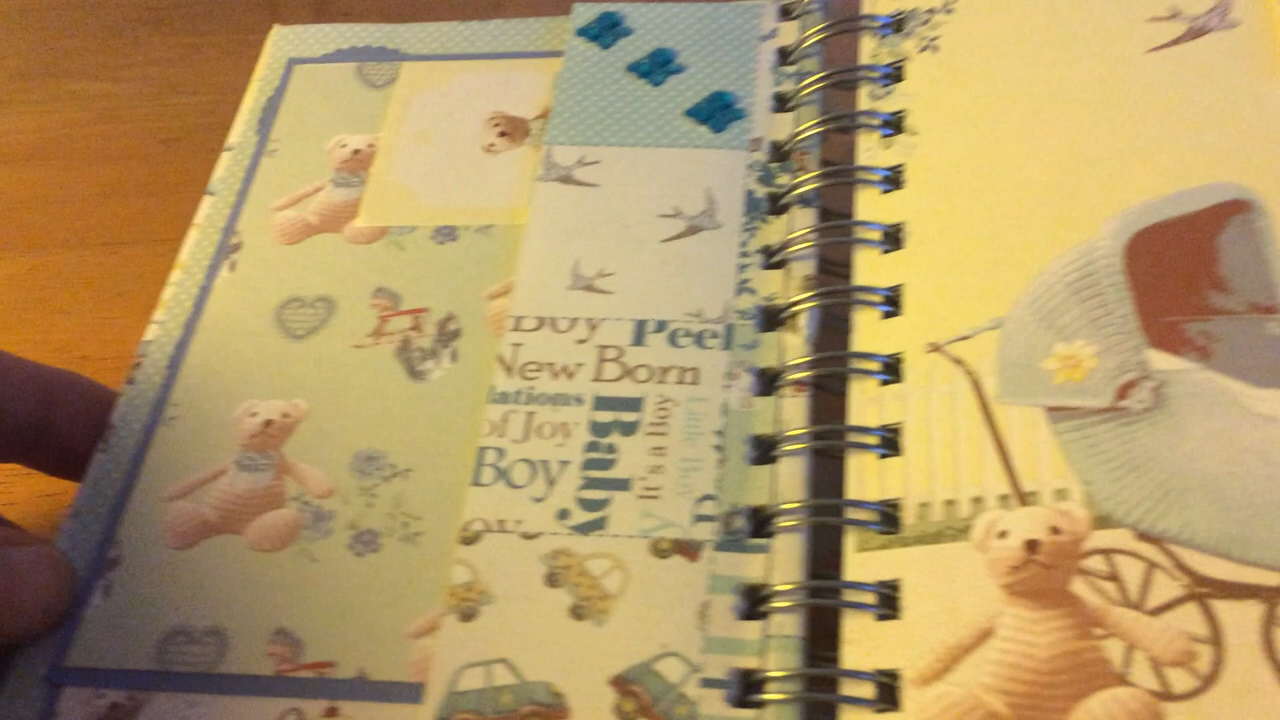 Boy Peel
New Born
lations
of Joy
Boy
Baby
It's a Boy